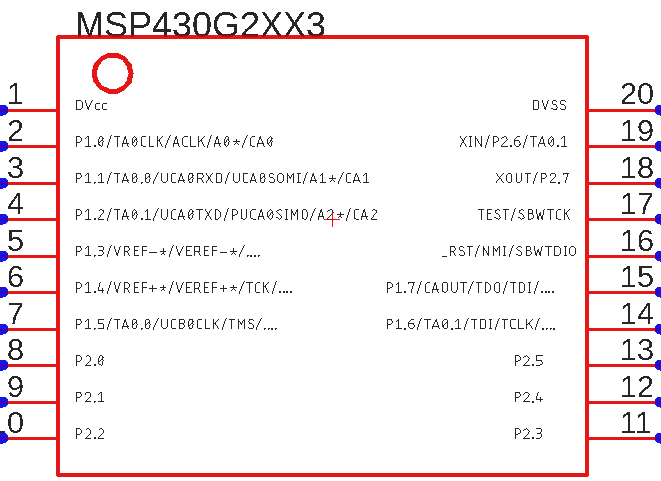 MSP430G2XX3
1 DVcc DVSS 20
2 P1.0/TA0CLK/ACLK/A0*/CA0 XIN/P2.6/TA0.1 19
3 P1.1/TA0.0/UCA0RXD/UCA0SOMI/A1*/CA1 XOUT/P2.7 18
4 P1.2/TA0.1/UCA0TXD/PUCA0SIMO/A2*/CA2 TEST/SBWTCK 17
5 P1.3/VREF-*/VEREF-*/.... _RST/NMI/SBWTDIO 16
6 P1.4/VREF+*/VEREF+*/TCK/.... P1.7/CAOUT/TDO/TDI/.... 15
7 P1.5/TA0.0/UCB0CLK/TMS/.... P1.6/TA0.1/TDI/TCLK/.... 14
8 P2.0 P2.5 13
9 P2.1 P2.4 12
0 P2.2 P2.3 11